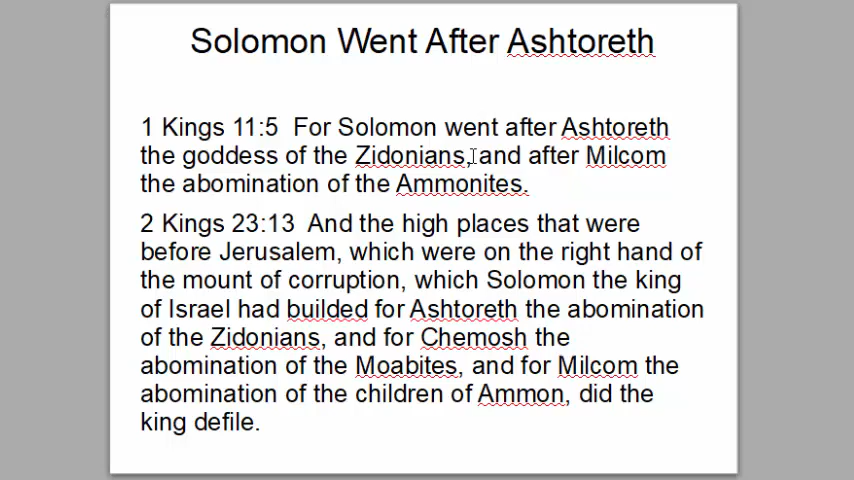 Solomon Went After Ashtoreth
1 Kings 11:5  For Solomon went after Ashtoreth
the goddess of the Zidonians, and after Milcom
the abomination of the Ammonites.
2 Kings 23:13  And the high places that were
before Jerusalem, which were on the right hand of
the mount of corruption, which Solomon the king
of Israel had builded for Ashtoreth the abomination
of the Zidonians, and for Chemosh the
abomination of the Moabites, and for Milcom the
abomination of the children of Ammon, did the
king defile.